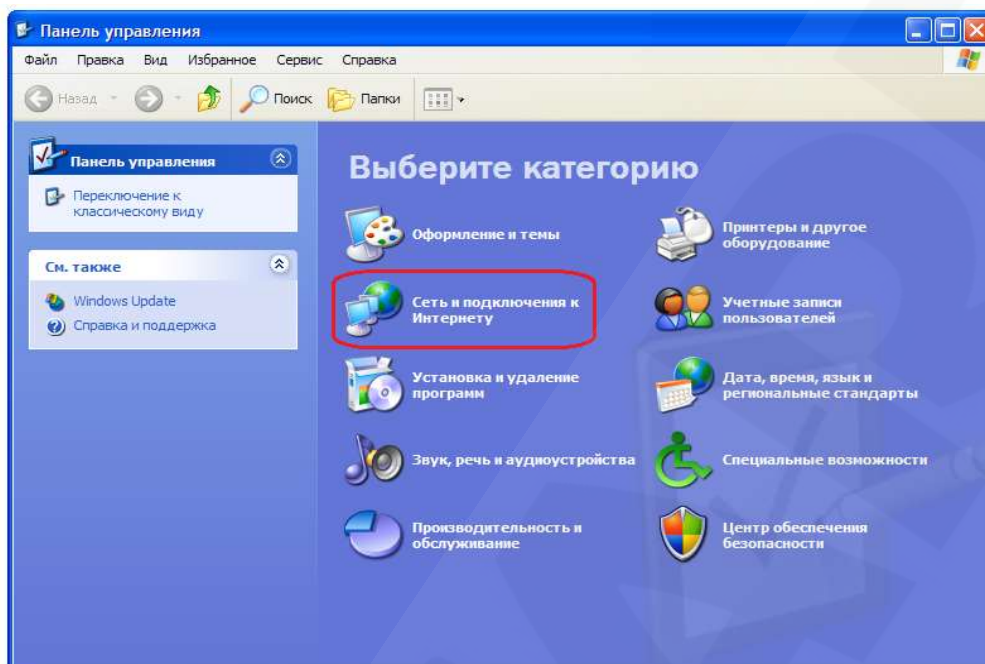 Панель управления
Файл Правка Вид Избранное Сервис Справка
Назад Поиск Папки
Панель управления
Переключение к
классическому виду
См. также
Windows Update
Справка и поддержка
Выберите категорию
Оформление и темы
Принтеры и другое
оборудование
Сеть и подключения к
Интернету
Учетные записи
пользователей
Установка и удаление
программ
Дата, время, язык и
региональные стандарты
Звук, речь и аудиоустройства
Специальные возможности
Производительность и
обслуживание
Центр обеспечения
безопасности